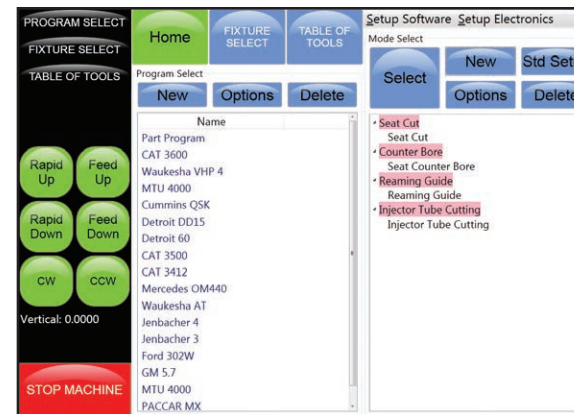 PROGRAM SELECT
FIXTURE SELECT
TABLE OF TOOLS
Rapid Up
Feed Up
Rapid Down
Feed Down
CW
CCW
Vertical: 0.0000
STOP MACHINE
Home
FIXTURE SELECT
TABLE OF TOOLS
Program Select
New
Options
Delete
Name
Part Program
CAT 3600
Waukesha VHP 4
MTU 4000
Cummins QSK
Detroit DD15
Detroit 60
CAT 3500
CAT 3412
Mercedes OM440
Waukesha AT
Jenbacher 4
Jenbacher 3
Ford 302W
GM 5.7
MTU 4000
PACCAR MX
Setup Software Setup Electronics
Mode Select
Select
New
Std Set
Options
Delete
Seat Cut
Seat Cut
Counter Bore
Seat Counter Bore
Reaming Guide
Reaming Guide
Injector Tube Cutting
Injector Tube Cutting